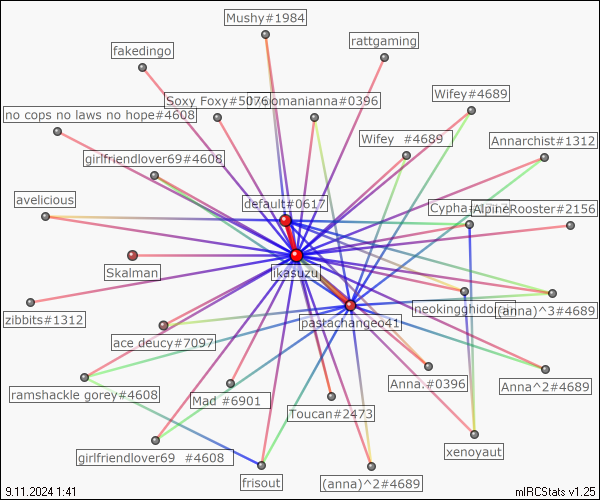 Mushy#1984
rattgaming
fakedingo
Soxy Foxy#5076
omanianna#0396
Wifey#4689
no cops no laws no hope#4608
Wifey  #4689
Annarchist#1312
girlfriendlover69#4608
avelicious
default#0617
Cypha
AlpineRooster#2156
Skalman
ikasuzu
zibbits#1312
neokingghido
(anna)^3#4689
pastachangeo41
ace deucy#7097
ramshackle gorey#4608
Mad #6901
Anna.#0396
Anna^2#4689
Toucan#2473
girlfriendlover69  #4608
xenoyaut
frisout
(anna)^2#4689
9.11.2024 1:41
mIRCStats v1.25